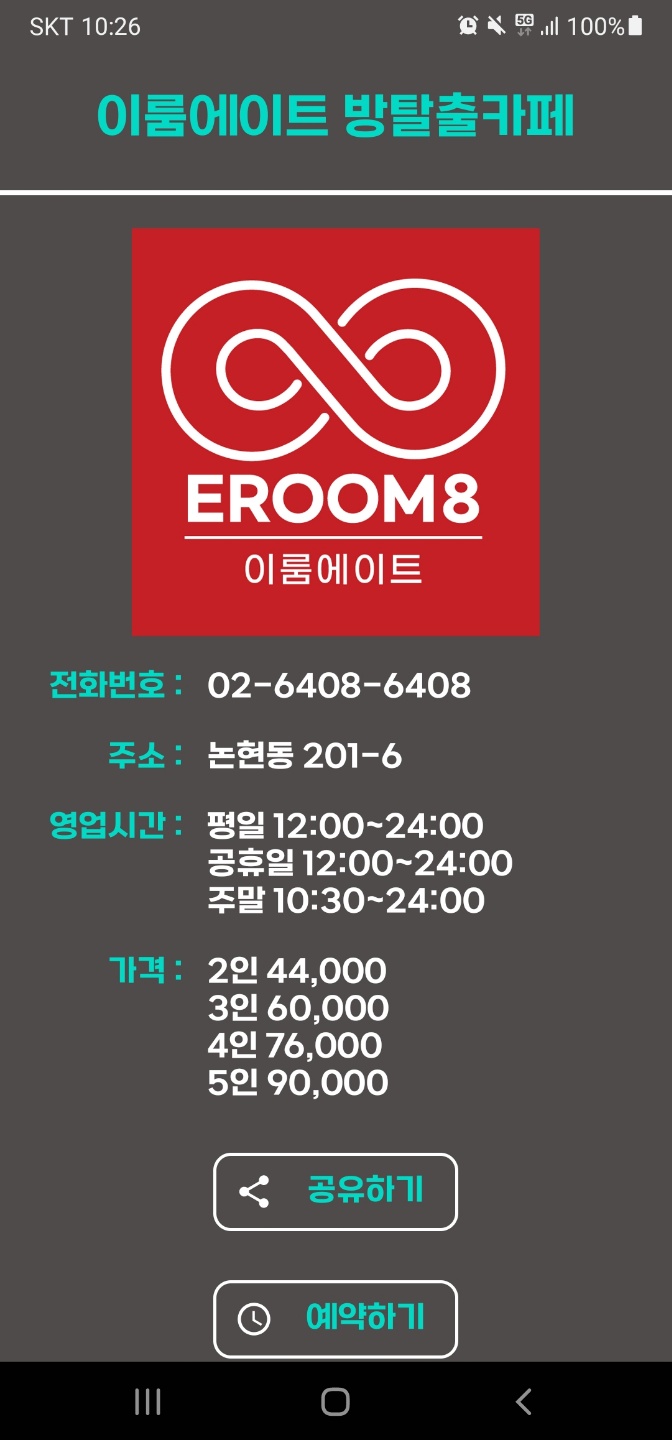 SKT 10:26
5G
100%
이룸에이트 방탈출카페
EROOM8
이룸에이트
전화번호 : 02-6408-6408
주소 : 논현동 201-6
영업시간 : 평일 12:00~24:00
공휴일 12:00~24:00
주말 10:30~24:00
가격 : 2인 44,000
3인 60,000
4인 76,000
5인 90,000
공유하기
예약하기